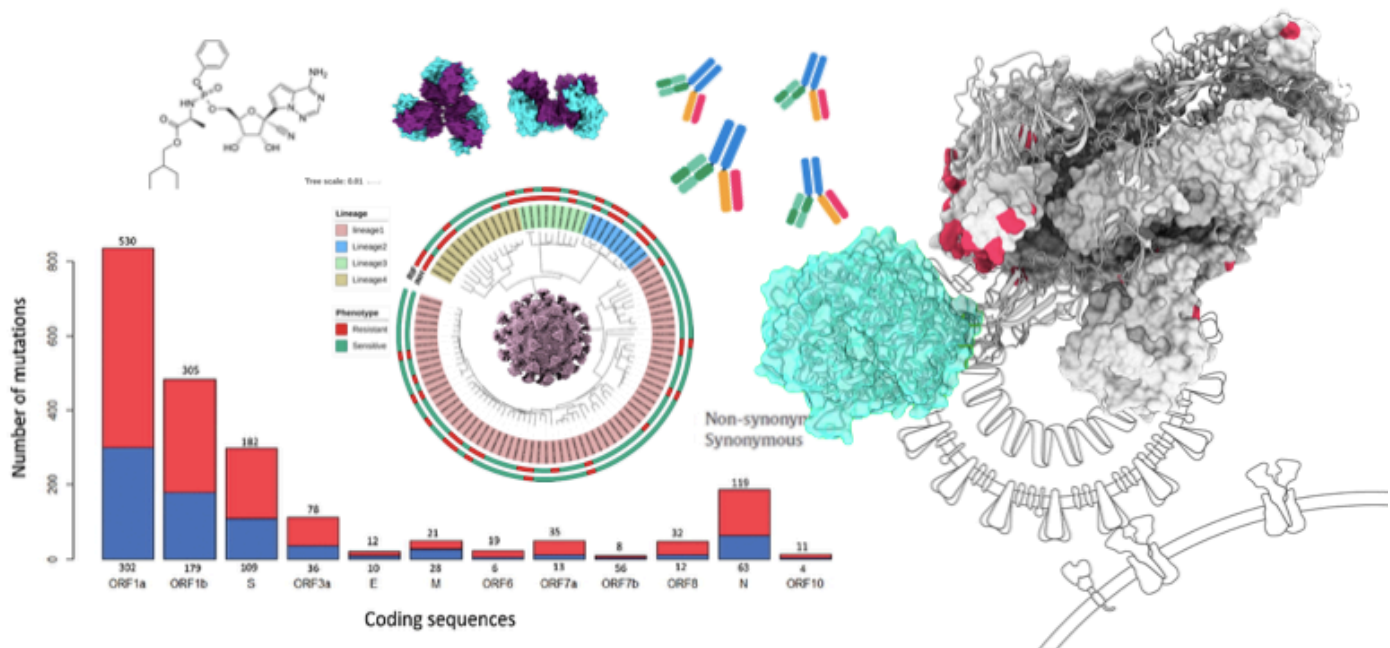 NH₂
N
N
N
HN
P
O
O
O
O
O
O
HO
OH
CN
Tree scale: 0.01
Lineage
lineage1
Lineage2
Lineage3
Lineage4
Phenotype
Resistant
Sensitive
Non-synonym
Synonymous
Number of mutations
800
600
400
200
0
530
305
182
78
12
21
19
35
8
32
119
11
302
179
109
36
10
28
6
13
56
12
63
4
ORF1a
ORF1b
S
ORF3a
E
M
ORF6
ORF7a
ORF7b
ORF8
N
ORF10
Coding sequences